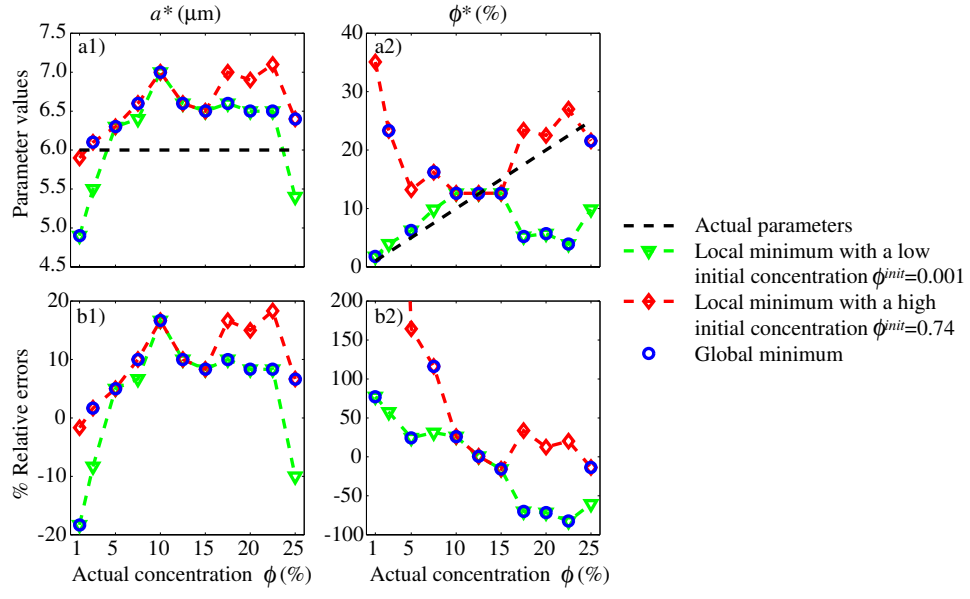 a* (μm)
ϕ* (%)
a1)
a2)
Parameter values
7.5
7.0
6.5
6.0
5.5
5.0
4.5
40
30
20
10
0
Actual parameters
Local minimum with a low
initial concentration ϕinit=0.001
Local minimum with a high
initial concentration ϕinit=0.74
Global minimum
b1)
b2)
% Relative errors
20
10
0
-10
-20
200
150
100
50
0
-50
-100
1 5 10 15 20 25
1 5 10 15 20 25
Actual concentration ϕ (%)
Actual concentration ϕ (%)